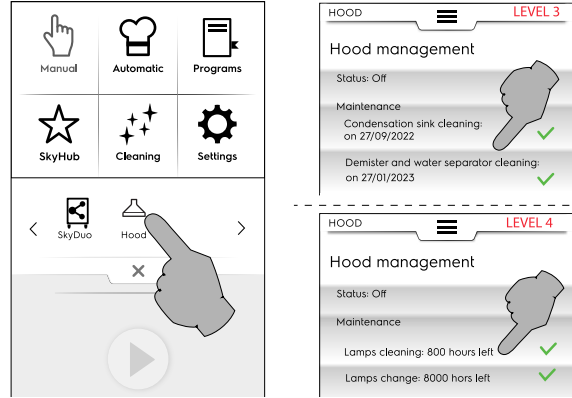 Manual
Automatic
Programs
SkyHub
Cleaning
Settings
SkyDuo
Hood
HOOD
LEVEL 3
Hood management
Status: Off
Maintenance
Condensation sink cleaning:
on 27/09/2022
Demister and water separator cleaning:
on 27/01/2023
HOOD
LEVEL 4
Hood management
Status: Off
Maintenance
Lamps cleaning: 800 hours left
Lamps change: 8000 hors left